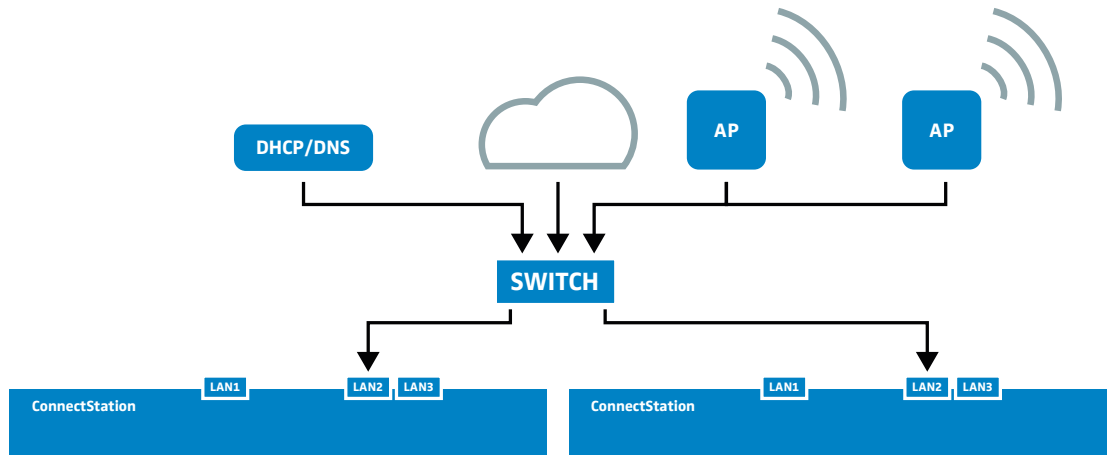 DHCP/DNS
AP
AP
SWITCH
LAN1
LAN2
LAN3
LAN1
LAN2
LAN3
ConnectStation
ConnectStation